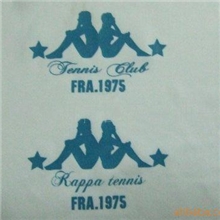 Tennis Club
FRA.1975
Kappa tennis
FRA.1975